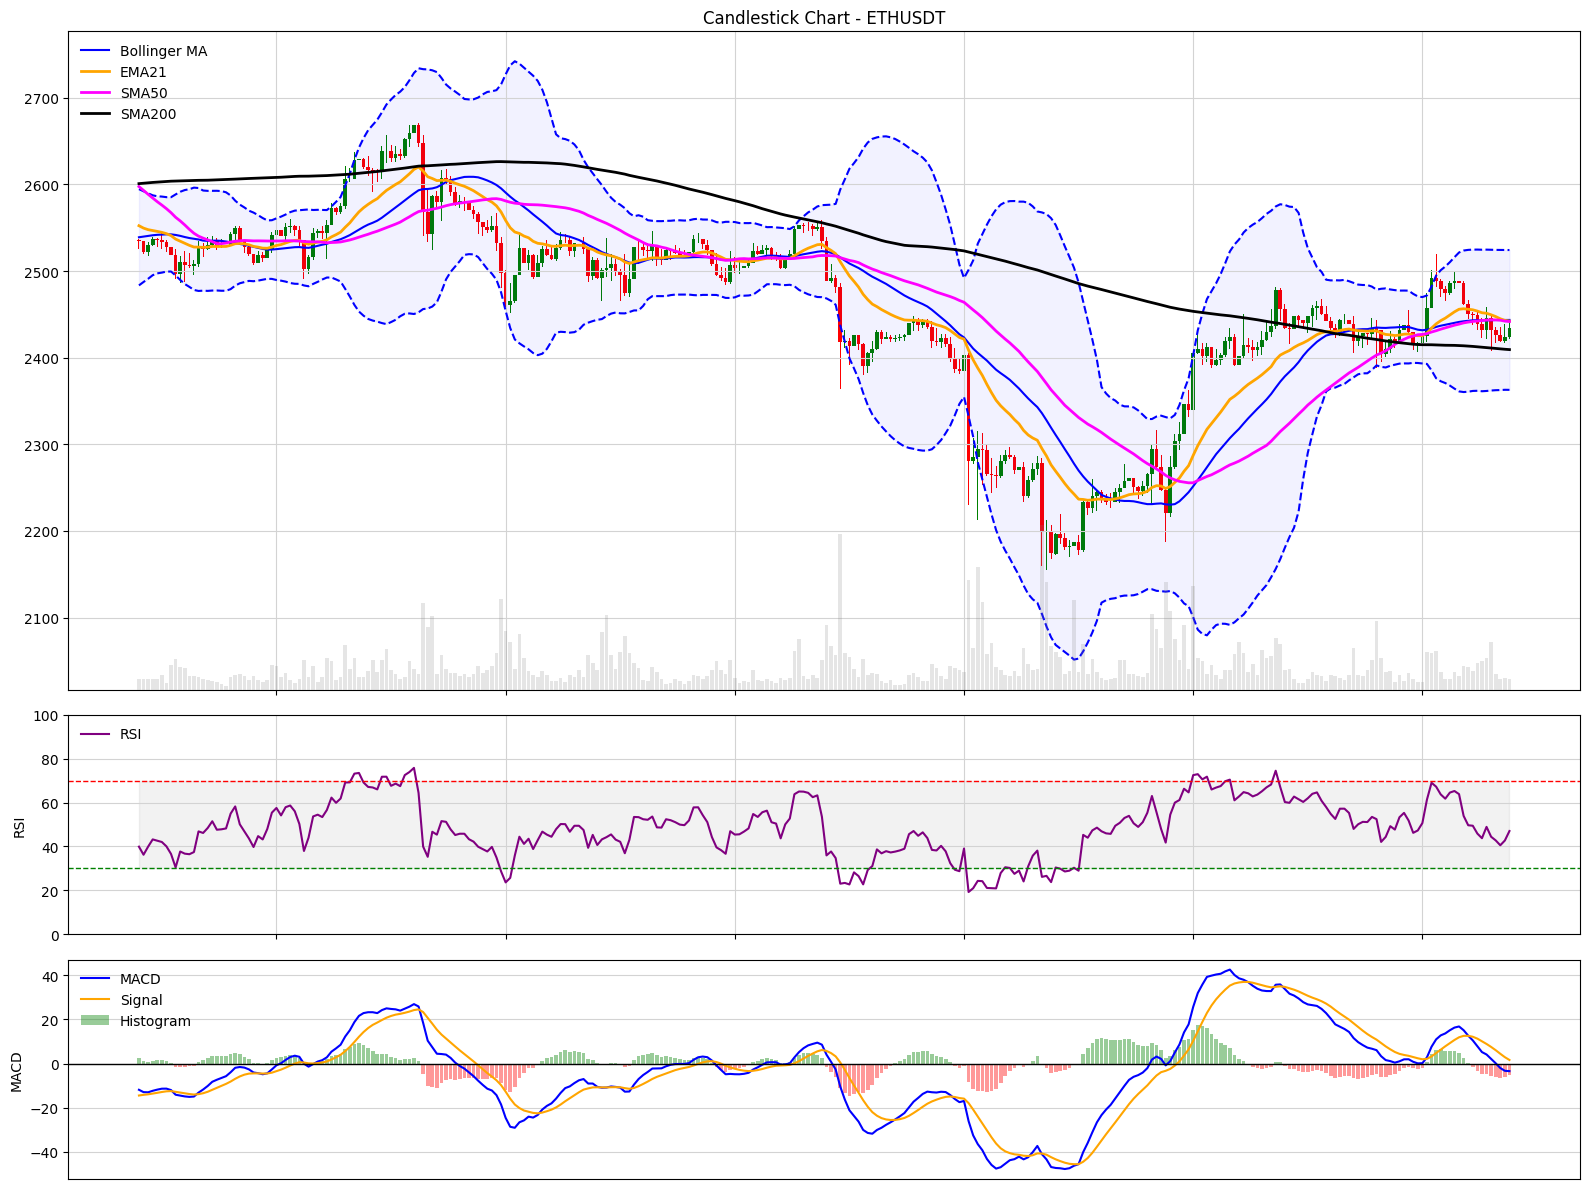 Candlestick Chart - ETHUSDT
Bollinger MA
EMA21
SMA50
SMA200
2700
2600
2500
2400
2300
2200
2100
RSI
100
80
60
40
20
0
RSI
MACD
Signal
Histogram
40
20
0
−20
−40
MACD